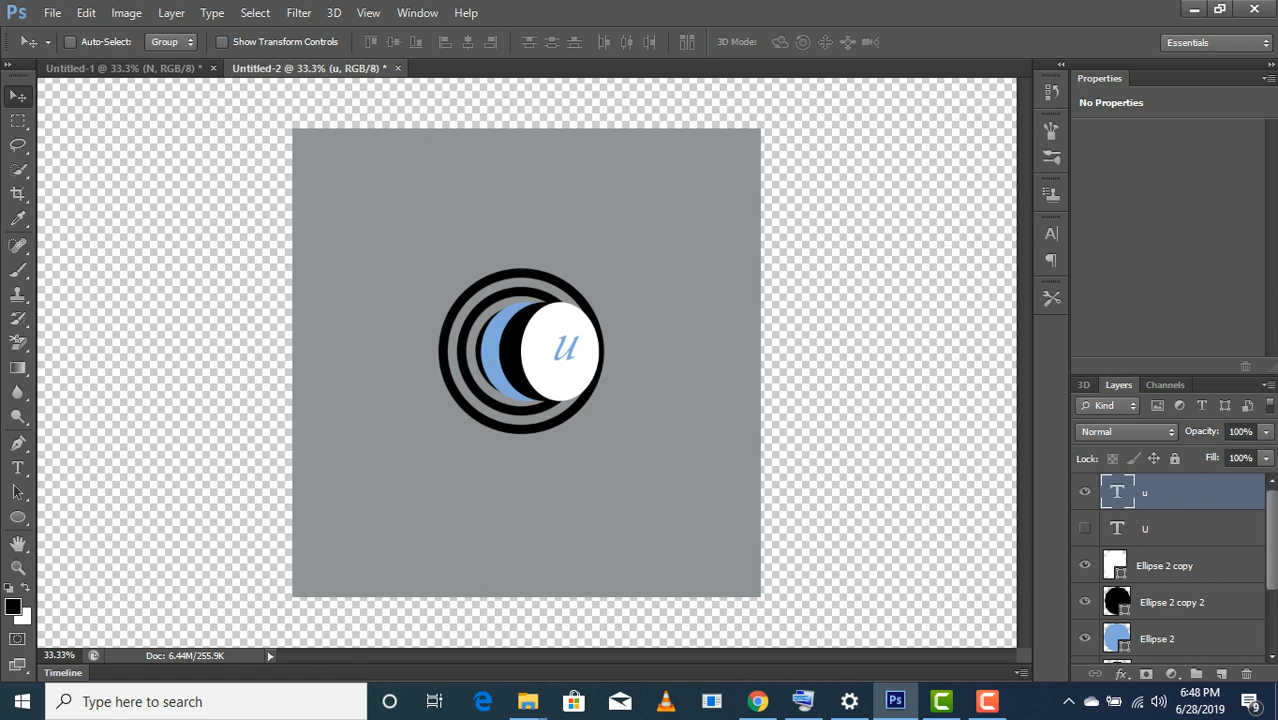 Ps File Edit Image Layer Type Select Filter 3D View Window Help
Auto-Select: Group Show Transform Controls 3D Mode: Essentials
Untitled-1 @ 33.3% (N, RGB/8) * × Untitled-2 @ 33.3% (u, RGB/8) * ×
Properties
No Properties
u
3D Layers Channels
Kind
Normal Opacity: 100%
Lock: Fill: 100%
T u
T U
Ellipse 2 copy
Ellipse 2 copy 2
Ellipse 2
33.33% Doc: 6.44M/255.9K
Timeline
Type here to search
6:48 PM
6/28/2019
9